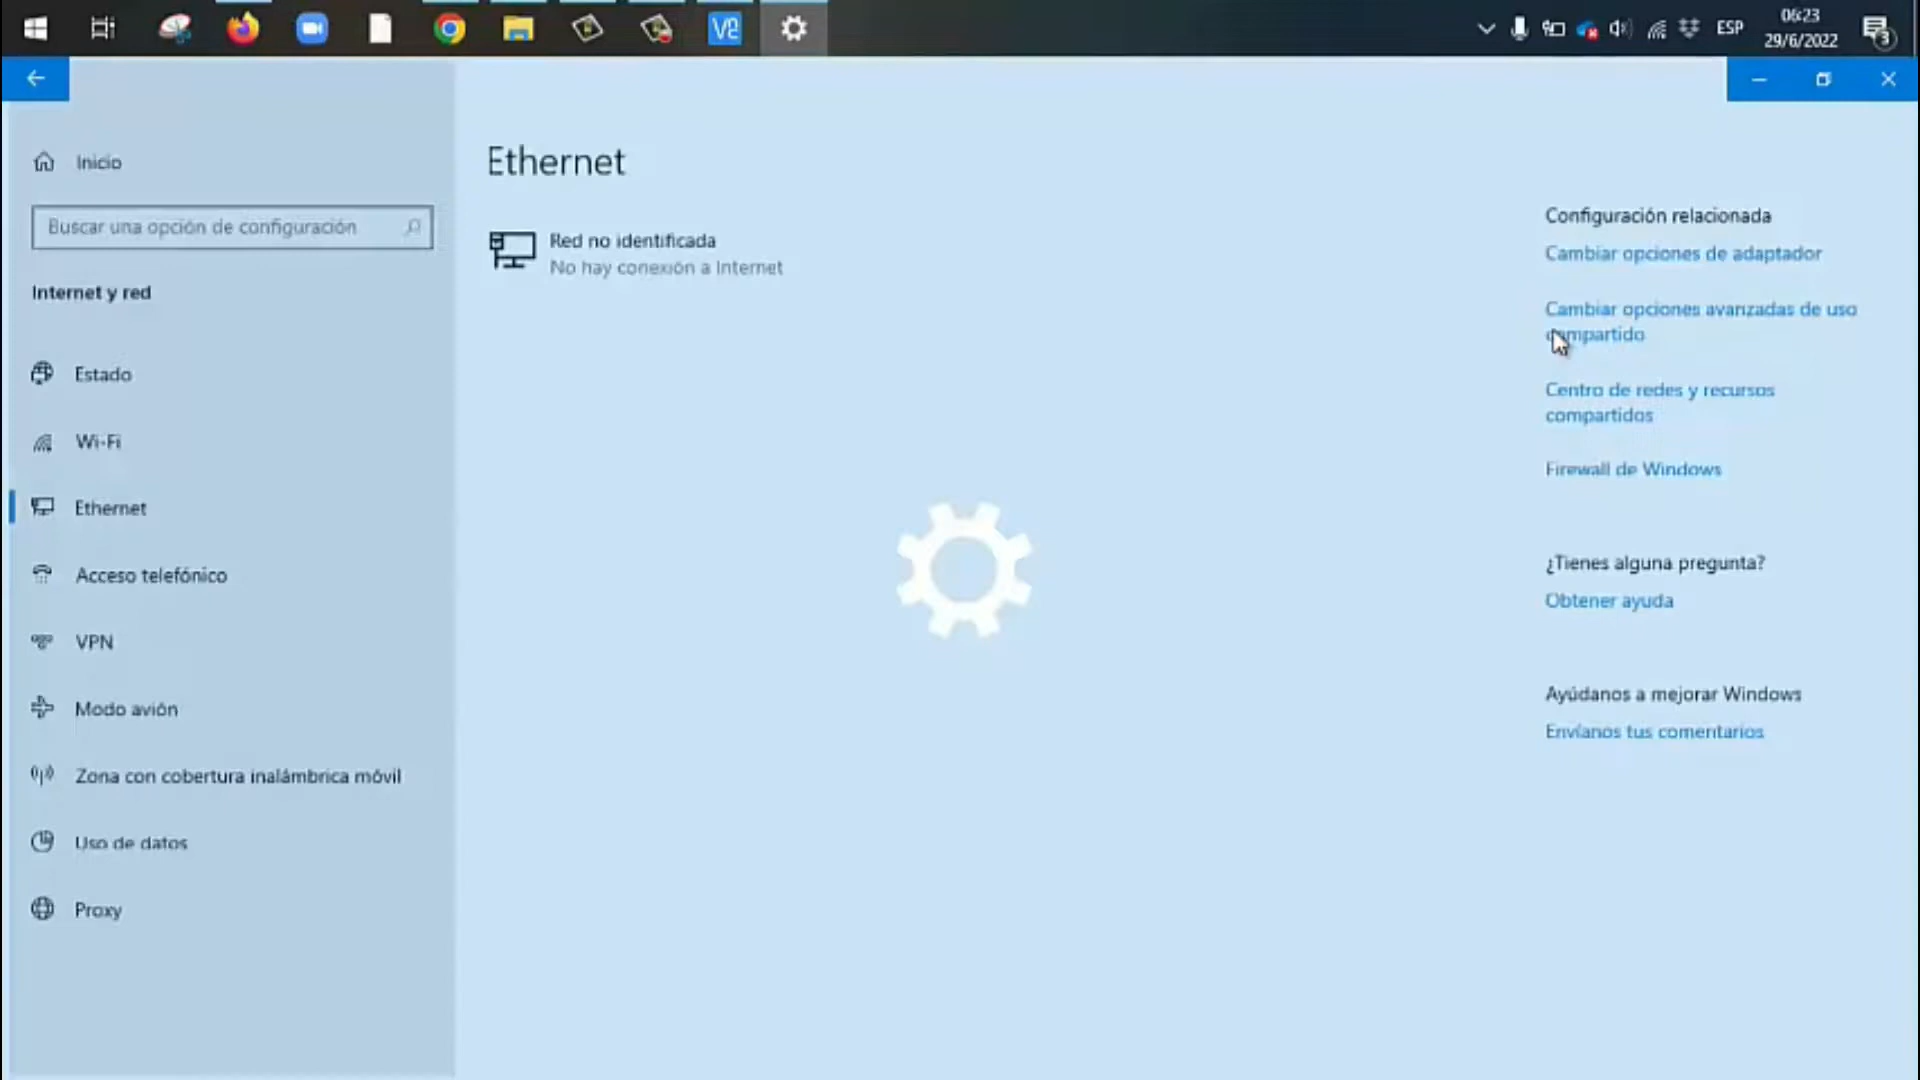 ESP
06:23
29/6/2022
3
Inicio
Buscar una opción de configuración
Internet y red
Estado
Wi-Fi
Ethernet
Acceso telefónico
VPN
Modo avión
Zona con cobertura inalámbrica móvil
Uso de datos
Proxy
Ethernet
Red no identificada
No hay conexión a Internet
Configuración relacionada
Cambiar opciones de adaptador
Cambiar opciones avanzadas de uso
compartido
Centro de redes y recursos
compartidos
Firewall de Windows
¿Tienes alguna pregunta?
Obtener ayuda
Ayúdanos a mejorar Windows
Envíanos tus comentarios